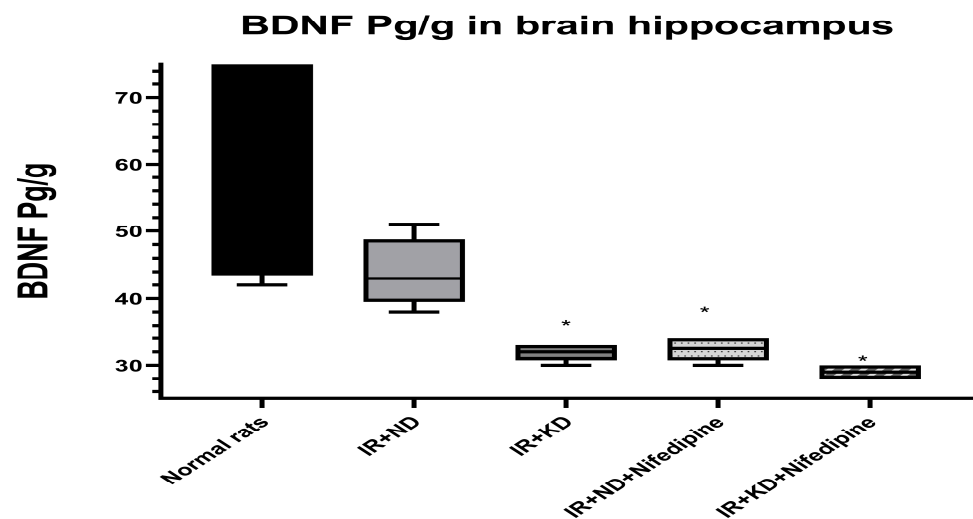 BDNF Pg/g in brain hippocampus
BDNF Pg/g
70
60
50
40
30
*
*
*
Normal rats
IR+ND
IR+KD
IR+ND+Nifedipine
IR+KD+Nifedipine